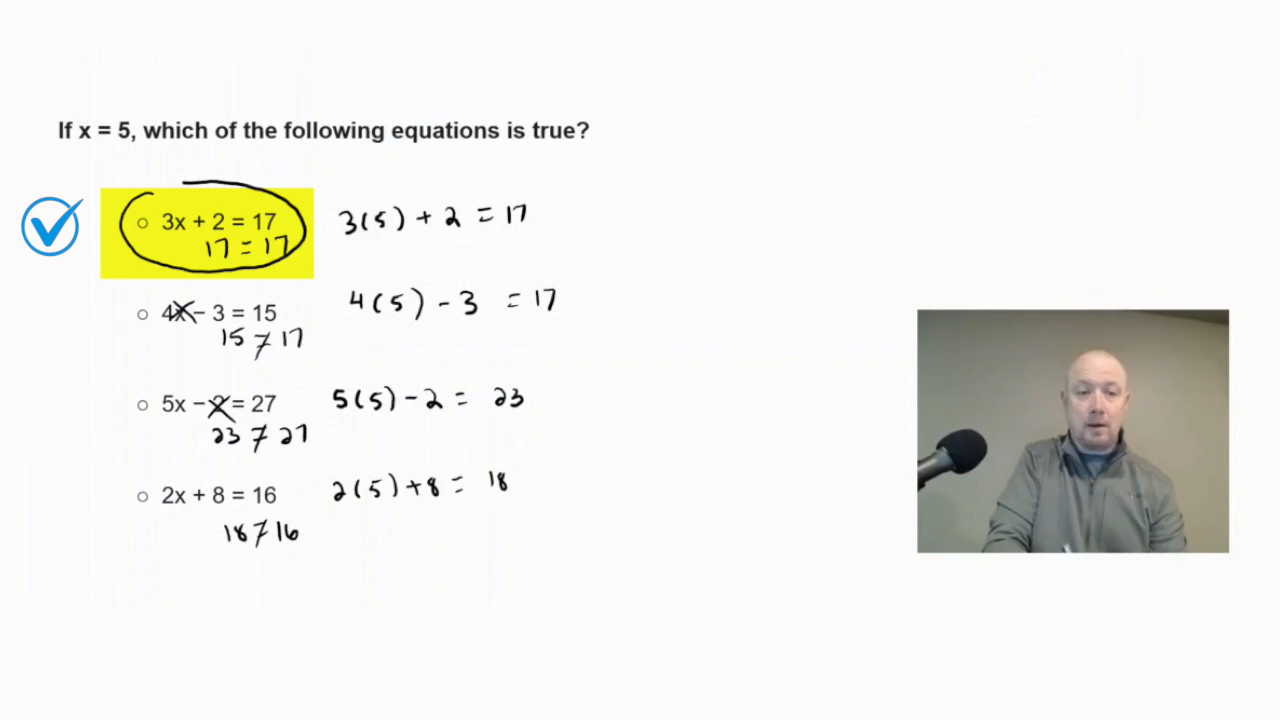 If x = 5, which of the following equations is true?
3x + 2 = 17 3(5) + 2 = 17
17 = 17
4x - 3 = 15 4(5) - 3 = 17
15 ≠ 17
5x - 2 = 27 5(5) - 2 = 23
23 ≠ 27
2x + 8 = 16 2(5) + 8 = 18
18 ≠ 16